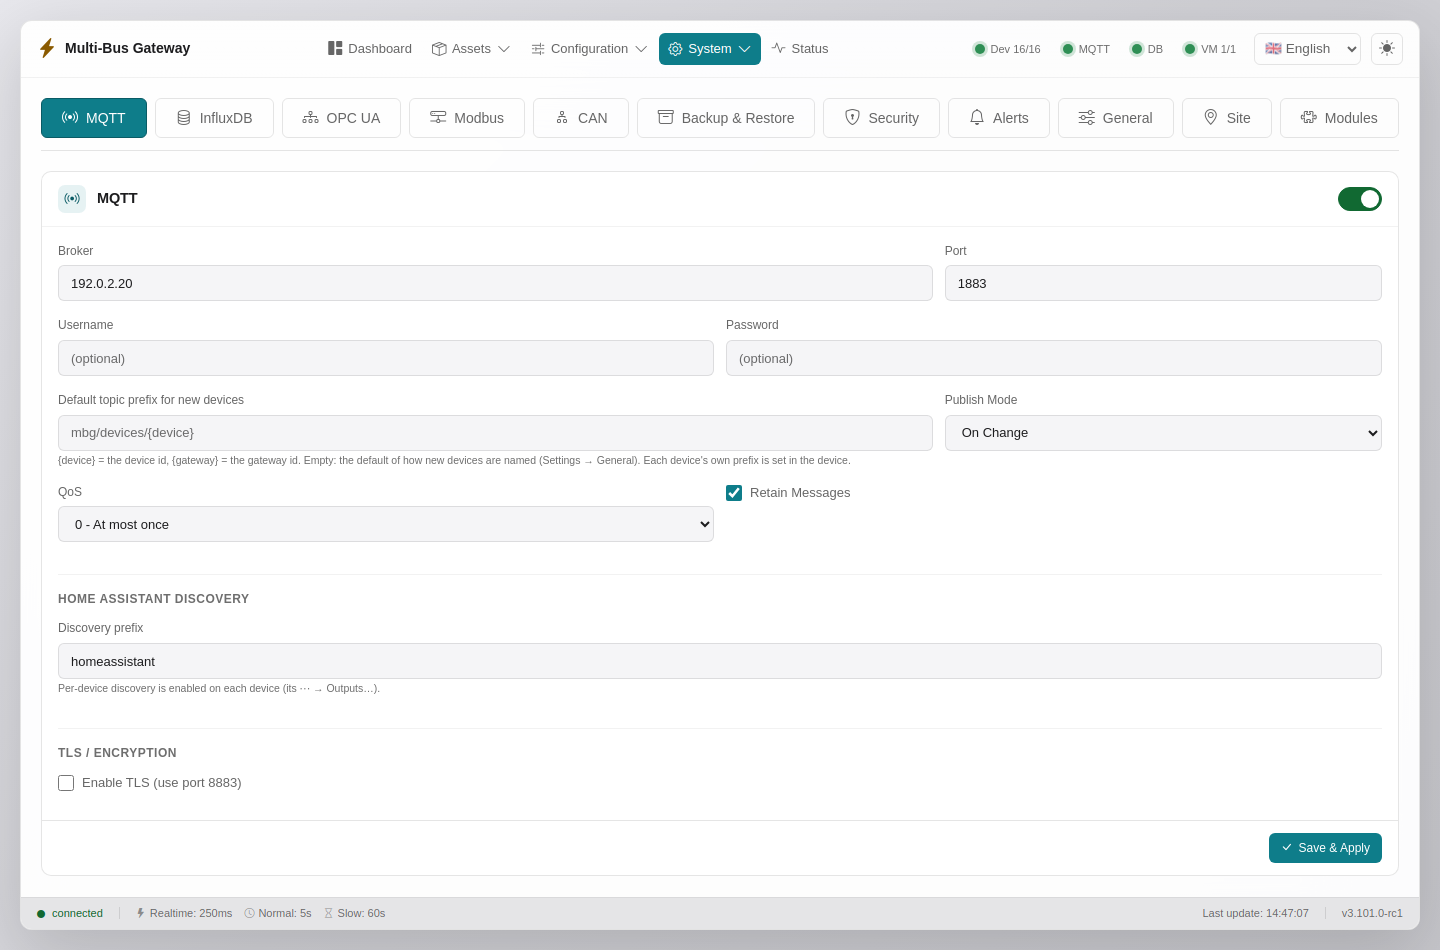 Multi-Bus Gateway
Dashboard
Assets
Configuration
System
Status
Dev 16/16
MQTT
DB
VM 1/1
English
MQTT
InfluxDB
OPC UA
Modbus
CAN
Backup & Restore
Security
Alerts
General
Site
Modules
MQTT
Broker
Port
192.0.2.20
1883
Username
Password
(optional)
(optional)
Default topic prefix for new devices
Publish Mode
mbg/devices/{device}
On Change
{device} = the device id, {gateway} = the gateway id. Empty: the default of how new devices are named (Settings → General). Each device's own prefix is set in the device.
QoS
Retain Messages
0 - At most once
HOME ASSISTANT DISCOVERY
Discovery prefix
homeassistant
Per-device discovery is enabled on each device (its ⋯ → Outputs…).
TLS / ENCRYPTION
Enable TLS (use port 8883)
Save & Apply
connected
Realtime: 250ms
Normal: 5s
Slow: 60s
Last update: 14:47:07
v3.101.0-rc1